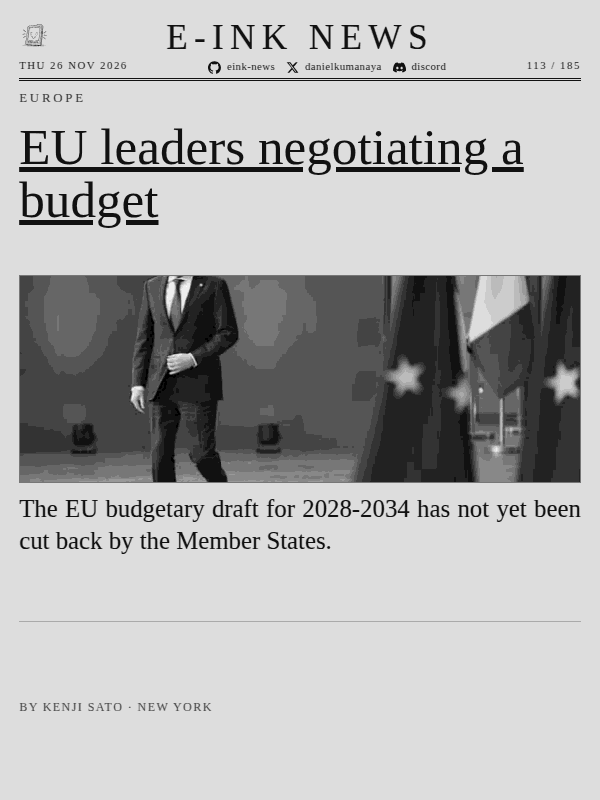 E-INK NEWS
THU 26 NOV 2026
eink-news danielkumanaya discord
113 / 185
EUROPE
EU leaders negotiating a
budget
The EU budgetary draft for 2028-2034 has not yet been
cut back by the Member States.
BY KENJI SATO · NEW YORK